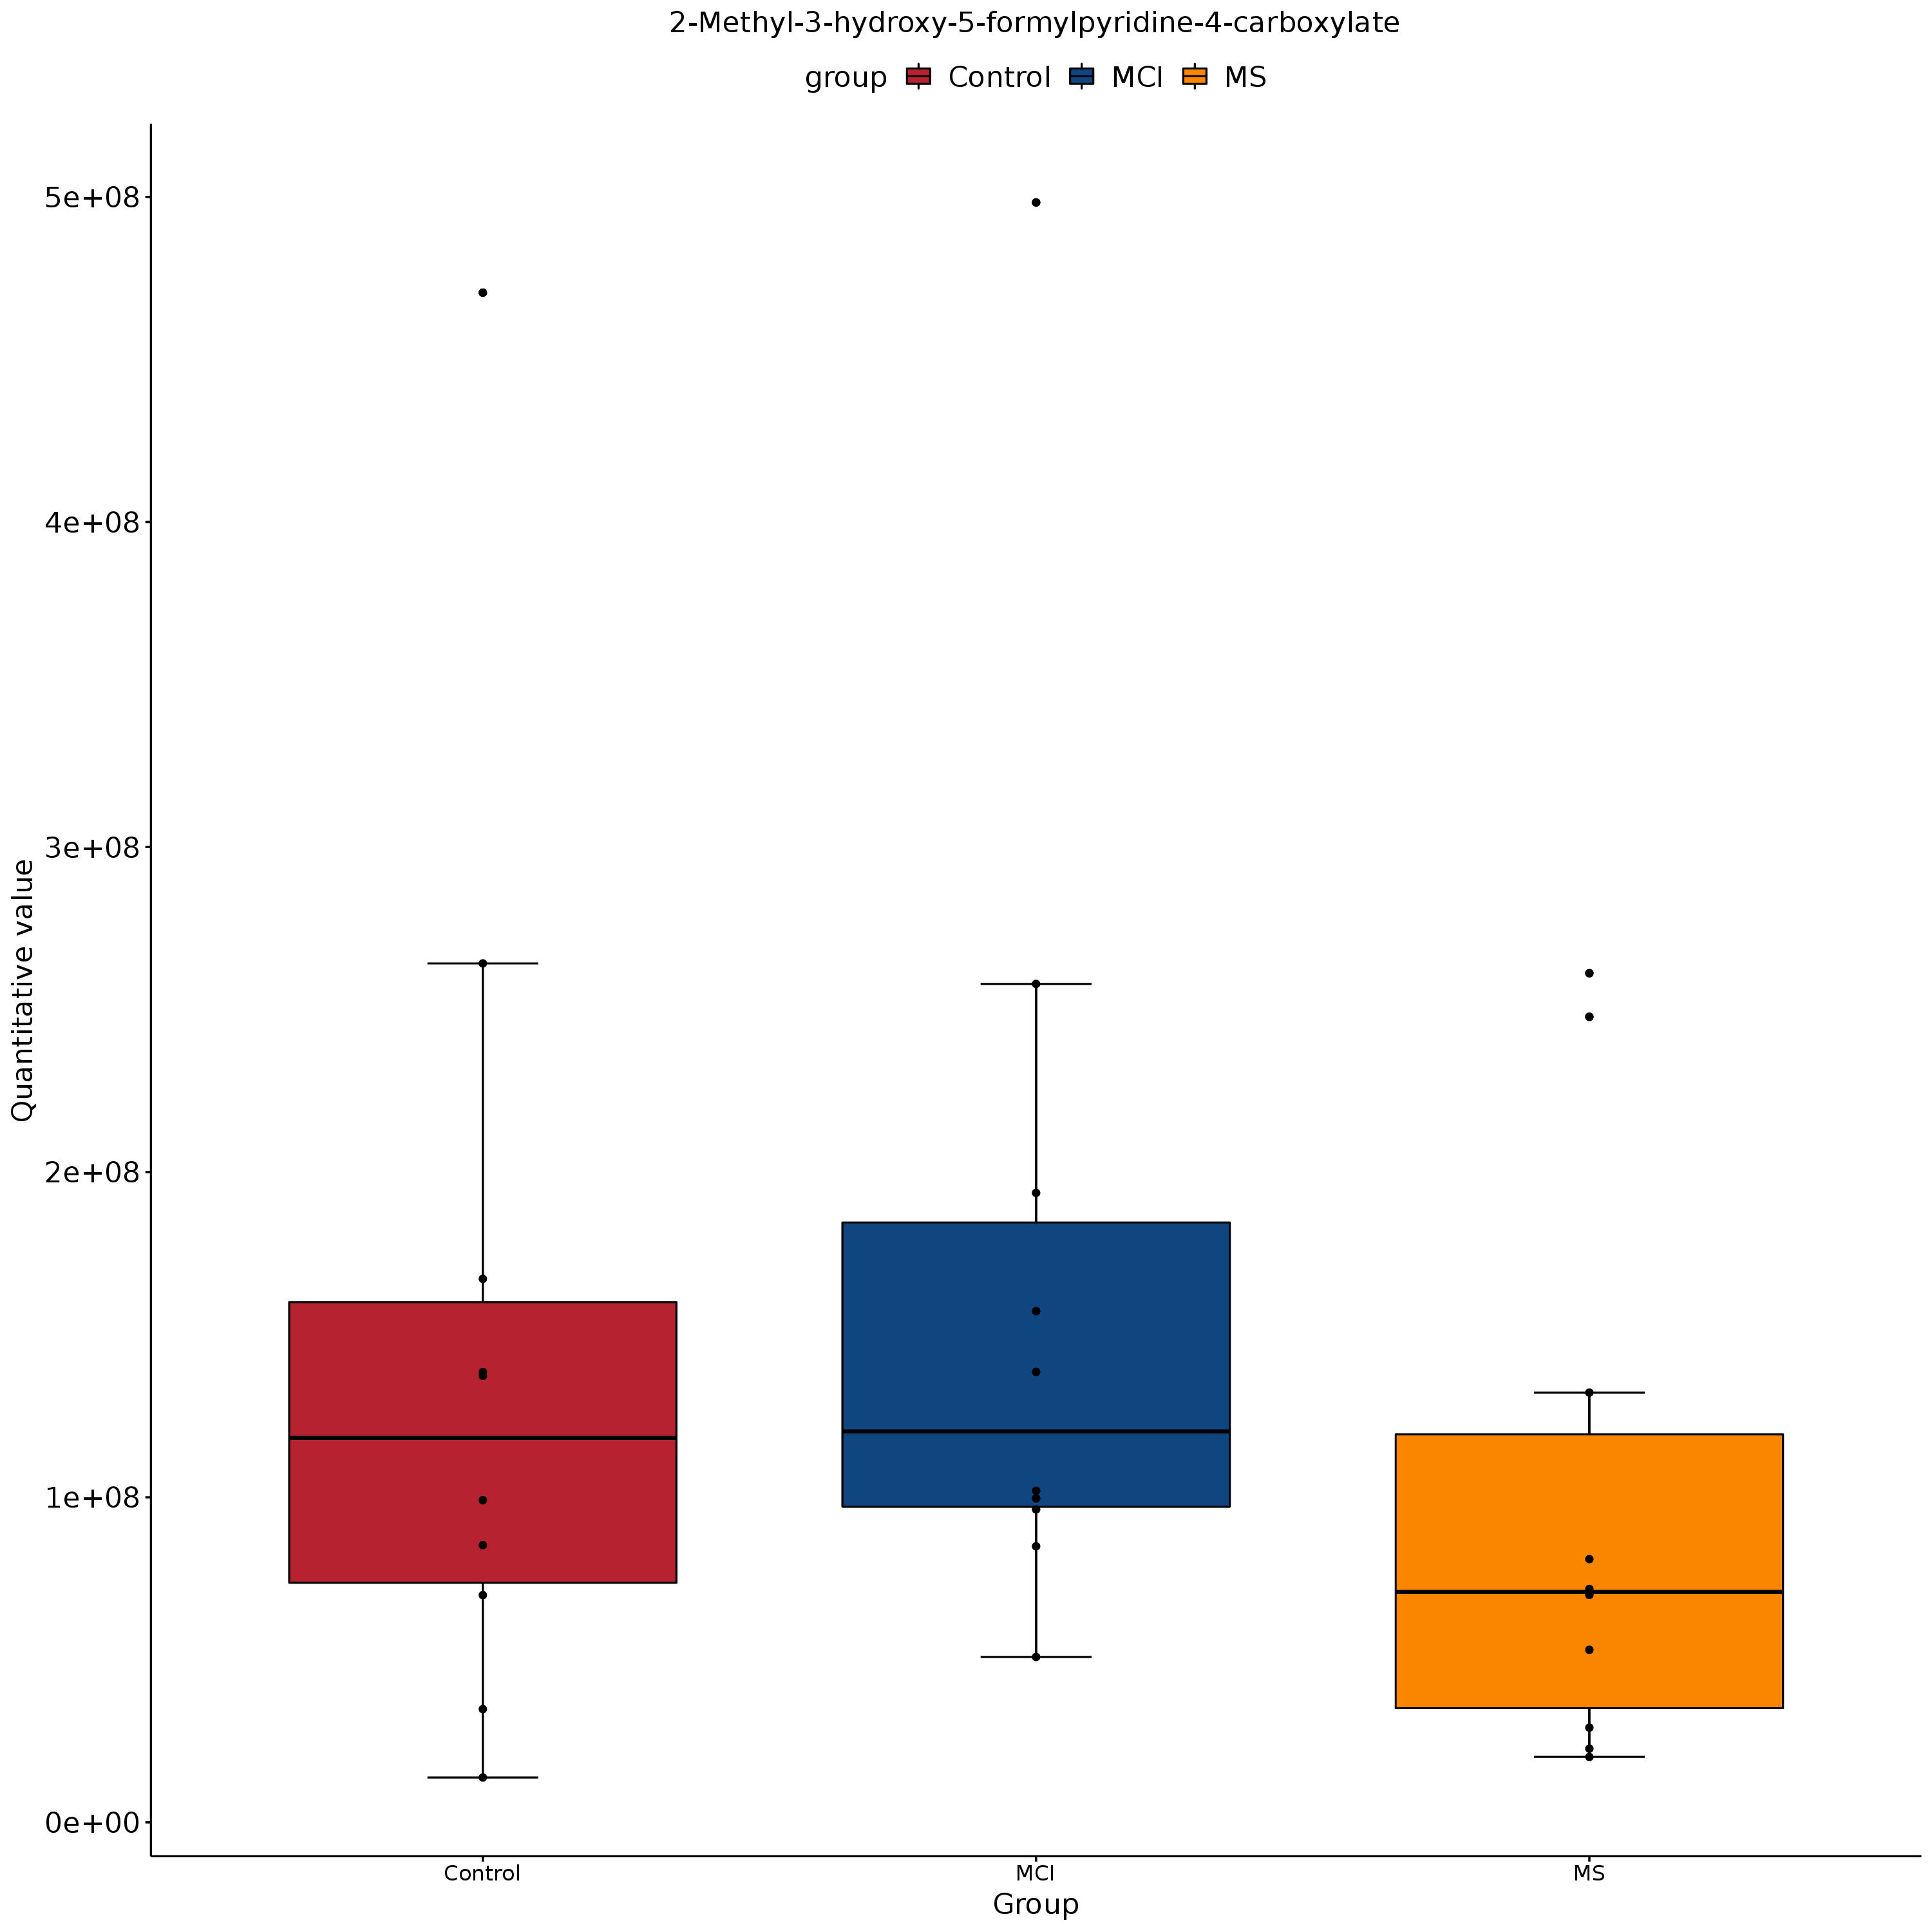 2-Methyl-3-hydroxy-5-formylpyridine-4-carboxylate
group Control MCI MS
5e+08
4e+08
3e+08
2e+08
1e+08
0e+00
Quantitative value
Control MCI MS
Group